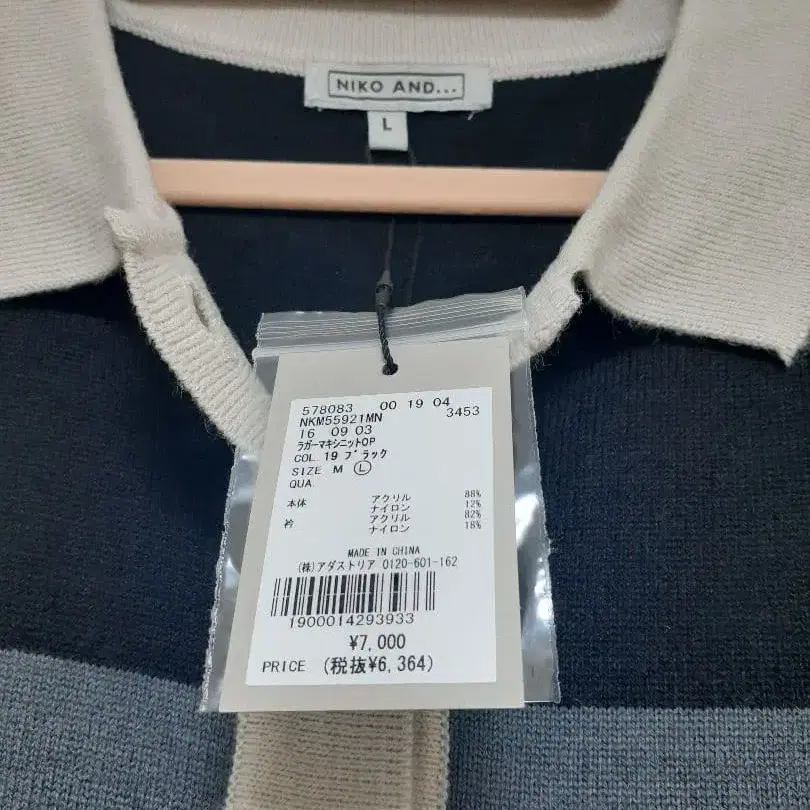 NIKO AND...
L
578083 00 19 04
NKM55921MN 3453
16 09 03
ラガーマキシニットOP
COL. 19 ブラック
SIZE M Ⓛ
QUA.
本体 アクリル 88%
ナイロン 12%
衿 アクリル 82%
ナイロン 18%
MADE IN CHINA
(株)アダストリア 0120-601-162
1900014293933
¥7,000
PRICE (税抜¥6,364)